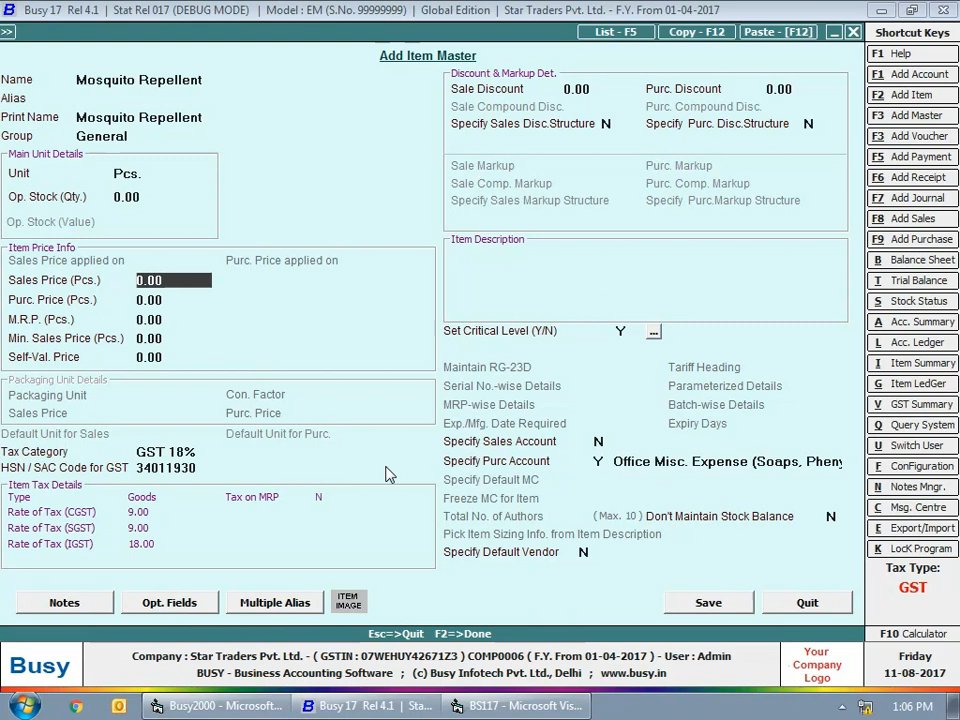 Busy 17 Rel 4.1 | Stat Rel 017 (DEBUG MODE) | Model : EM (S.No. 99999999) | Global Edition | Star Traders Pvt. Ltd. - F.Y. From 01-04-2017
>> List - F5 Copy - F12 Paste - [F12]
Add Item Master
Name Mosquito Repellent
Alias
Print Name Mosquito Repellent
Group General
Main Unit Details
Unit Pcs.
Op. Stock (Qty.) 0.00
Op. Stock (Value)
Item Price Info
Sales Price applied on Purc. Price applied on
Sales Price (Pcs.) 0.00
Purc. Price (Pcs.) 0.00
M.R.P. (Pcs.) 0.00
Min. Sales Price (Pcs.) 0.00
Self-Val. Price 0.00
Packaging Unit Details
Packaging Unit Con. Factor
Sales Price Purc. Price
Default Unit for Sales Default Unit for Purc.
Tax Category GST 18%
HSN / SAC Code for GST 34011930
Item Tax Details
Type Goods Tax on MRP N
Rate of Tax (CGST) 9.00
Rate of Tax (SGST) 9.00
Rate of Tax (IGST) 18.00
Discount & Markup Det.
Sale Discount 0.00 Purc. Discount 0.00
Sale Compound Disc. Purc. Compound Disc.
Specify Sales Disc.Structure N Specify Purc. Disc.Structure N
Sale Markup Purc. Markup
Sale Comp. Markup Purc. Comp. Markup
Specify Sales Markup Structure Specify Purc.Markup Structure
Item Description
Set Critical Level (Y/N) Y ...
Maintain RG-23D Tariff Heading
Serial No.-wise Details Parameterized Details
MRP-wise Details Batch-wise Details
Exp./Mfg. Date Required Expiry Days
Specify Sales Account N
Specify Purc Account Y Office Misc. Expense (Soaps, Pheny
Specify Default MC
Freeze MC for Item
Total No. of Authors (Max. 10) Don't Maintain Stock Balance N
Pick Item Sizing Info. from Item Description
Specify Default Vendor N
Notes Opt. Fields Multiple Alias ITEM IMAGE Save Quit
Esc=>Quit F2=>Done
Shortcut Keys
F1 Help
F1 Add Account
F2 Add Item
F3 Add Master
F3 Add Voucher
F5 Add Payment
F6 Add Receipt
F7 Add Journal
F8 Add Sales
F9 Add Purchase
B Balance Sheet
T Trial Balance
S Stock Status
A Acc. Summary
L Acc. Ledger
I Item Summary
G Item LedGer
V GST Summary
Q Query System
U Switch User
F ConFiguration
N Notes Mngr.
C Msg. Centre
E Export/Import
K LocK Program
Tax Type:
GST
F10 Calculator
Busy
Company : Star Traders Pvt. Ltd. - ( GSTIN : 07WEHUY42671Z3 ) COMP0006 ( F.Y. From 01-04-2017 ) - User : Admin
BUSY - Business Accounting Software ; (c) Busy Infotech Pvt. Ltd., Delhi ; www.busy.in
Your Company Logo
Friday
11-08-2017
Busy2000 - Microsoft... Busy 17 Rel 4.1 | Sta... BS117 - Microsoft Vis... 1:06 PM